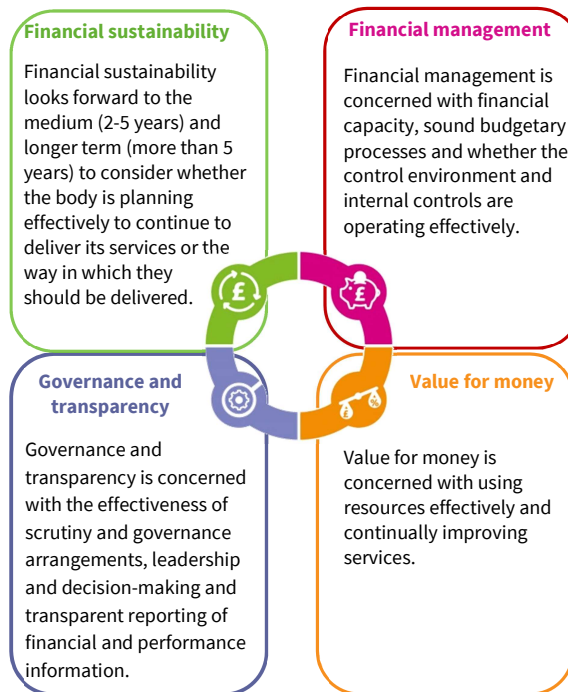 Financial sustainability
Financial sustainability
looks forward to the
medium (2-5 years) and
longer term (more than 5
years) to consider whether
the body is planning
effectively to continue to
deliver its services or the
way in which they
should be delivered.
Financial management
Financial management is
concerned with financial
capacity, sound budgetary
processes and whether the
control environment and
internal controls are
operating effectively.
£
£
Governance and
transparency
Governance and
transparency is concerned
with the effectiveness of
scrutiny and governance
arrangements, leadership
and decision-making and
transparent reporting of
financial and performance
information.
£ %
Value for money
Value for money is
concerned with using
resources effectively and
continually improving
services.